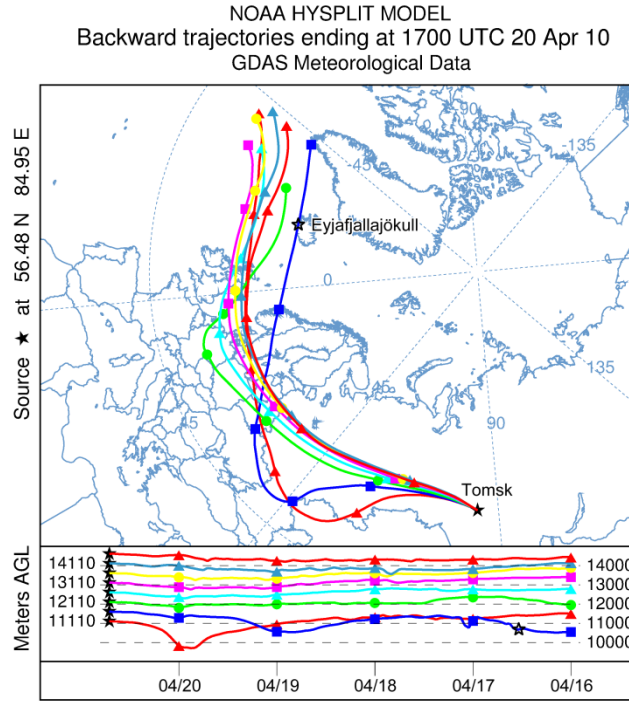 NOAA HYSPLIT MODEL
Backward trajectories ending at 1700 UTC 20 Apr 10
GDAS Meteorological Data
Source ★ at 56.48 N 84.95 E
-90
-135
-45
Eyjafjallajökull
0
135
45
45
90
Tomsk
Meters AGL
14110
13110
12110
11110
14000
13000
12000
11000
10000
04/20 04/19 04/18 04/17 04/16